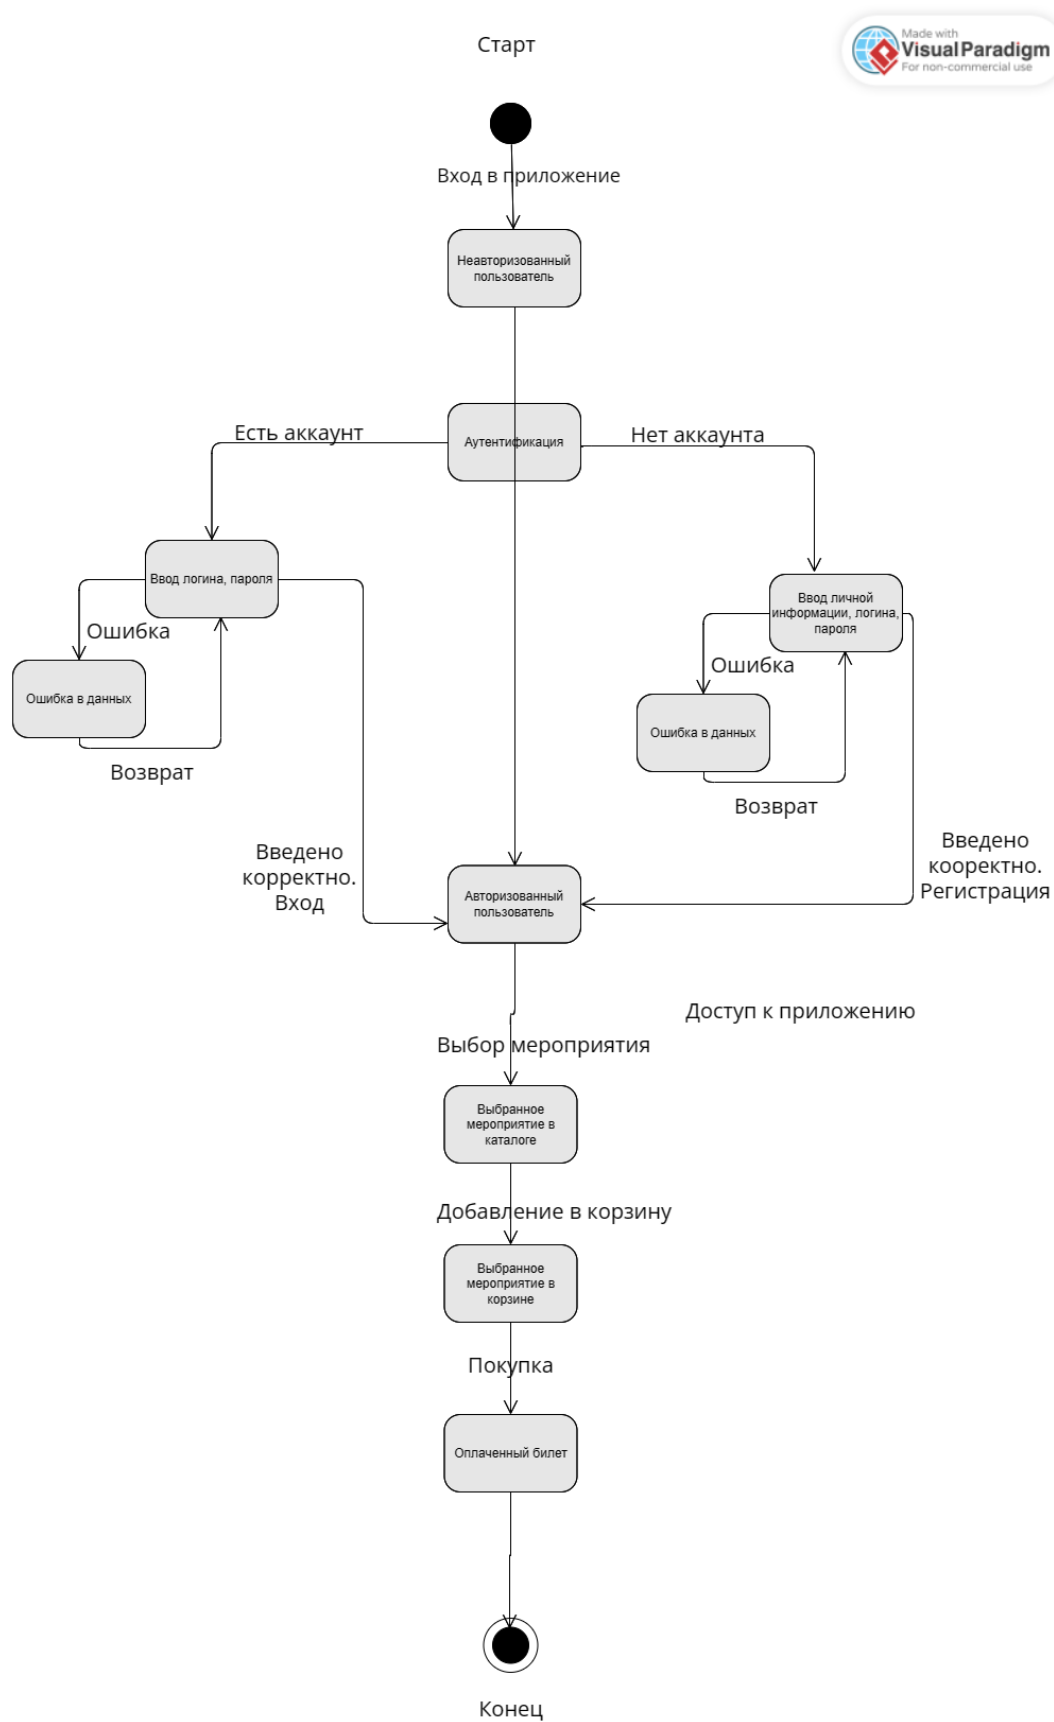 Старт
Made with
Visual Paradigm
For non-commercial use
Вход в приложение
Неавторизованный
пользователь
Есть аккаунт
Аутентификация
Нет аккаунта
Ввод логина, пароля
Ввод личной
информации, логина,
пароля
Ошибка
Ошибка
Ошибка в данных
Ошибка в данных
Возврат
Возврат
Введено
корректно.
Вход
Введено
кооректно.
Регистрация
Авторизованный
пользователь
Доступ к приложению
Выбор мероприятия
Выбранное
мероприятие в
каталоге
Добавление в корзину
Выбранное
мероприятие в
корзине
Покупка
Оплаченный билет
Конец